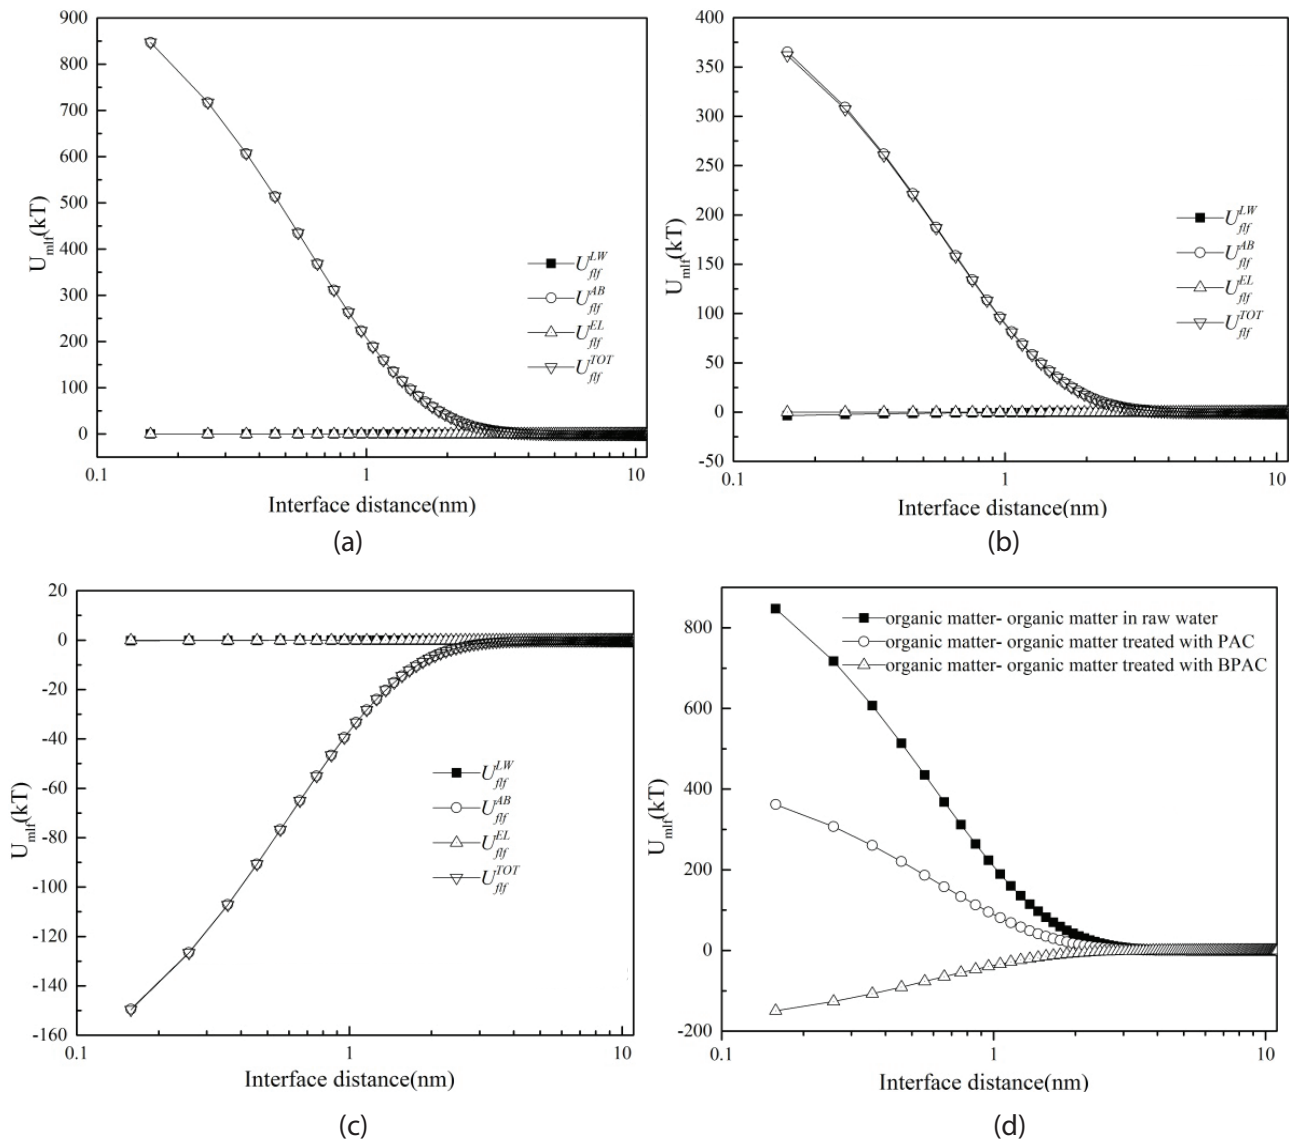 900
800
700
600
500
400
300
200
100
0
U_mlf(kT)
U_flf^LW
U_flf^AB
U_flf^EL
U_flf^TOT
0.1 1 10
Interface distance(nm)
(a)
400
350
300
250
200
150
100
50
0
-50
U_mlf(kT)
U_flf^LW
U_flf^AB
U_flf^EL
U_flf^TOT
0.1 1 10
Interface distance(nm)
(b)
20
0
-20
-40
-60
-80
-100
-120
-140
-160
U_mlf(kT)
U_flf^LW
U_flf^AB
U_flf^EL
U_flf^TOT
0.1 1 10
Interface distance(nm)
(c)
800
600
400
200
0
-200
U_mlf(kT)
organic matter- organic matter in raw water
organic matter- organic matter treated with PAC
organic matter- organic matter treated with BPAC
0.1 1 10
Interface distance(nm)
(d)